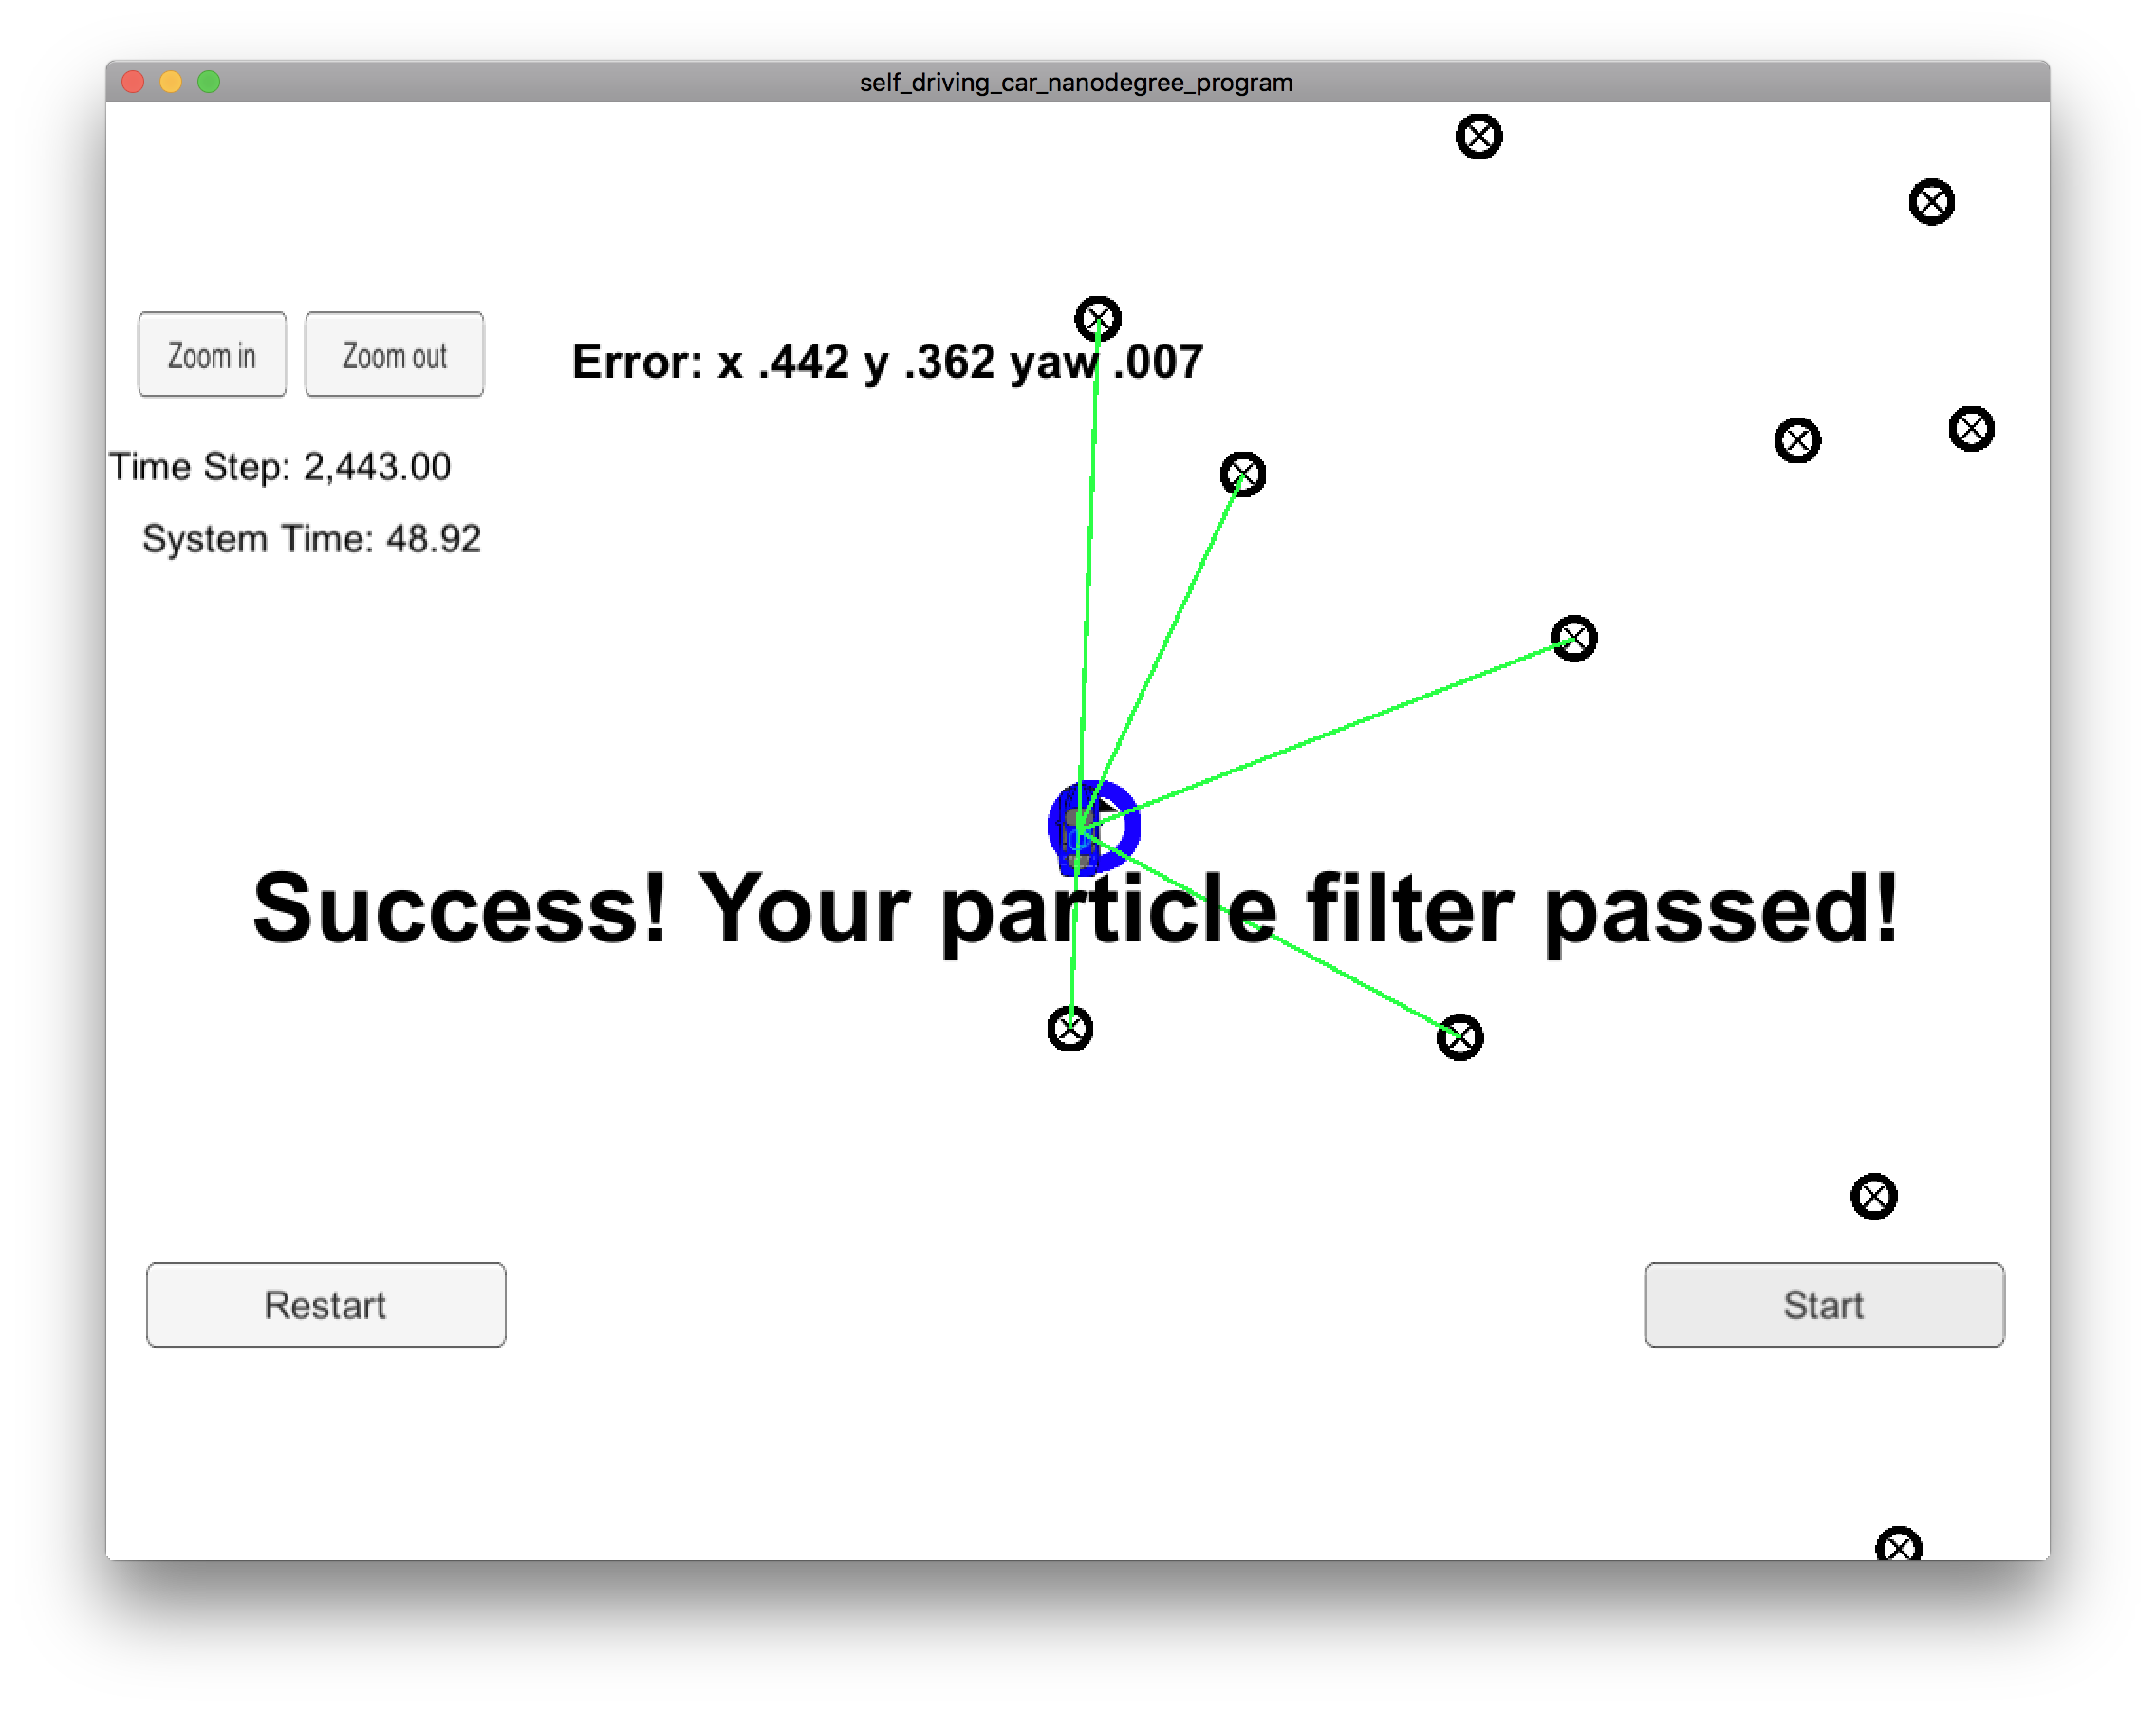 self_driving_car_nanodegree_program
Zoom in Zoom out
Error: x .442 y .362 yaw .007
Time Step: 2,443.00
System Time: 48.92
Success! Your particle filter passed!
Restart
Start